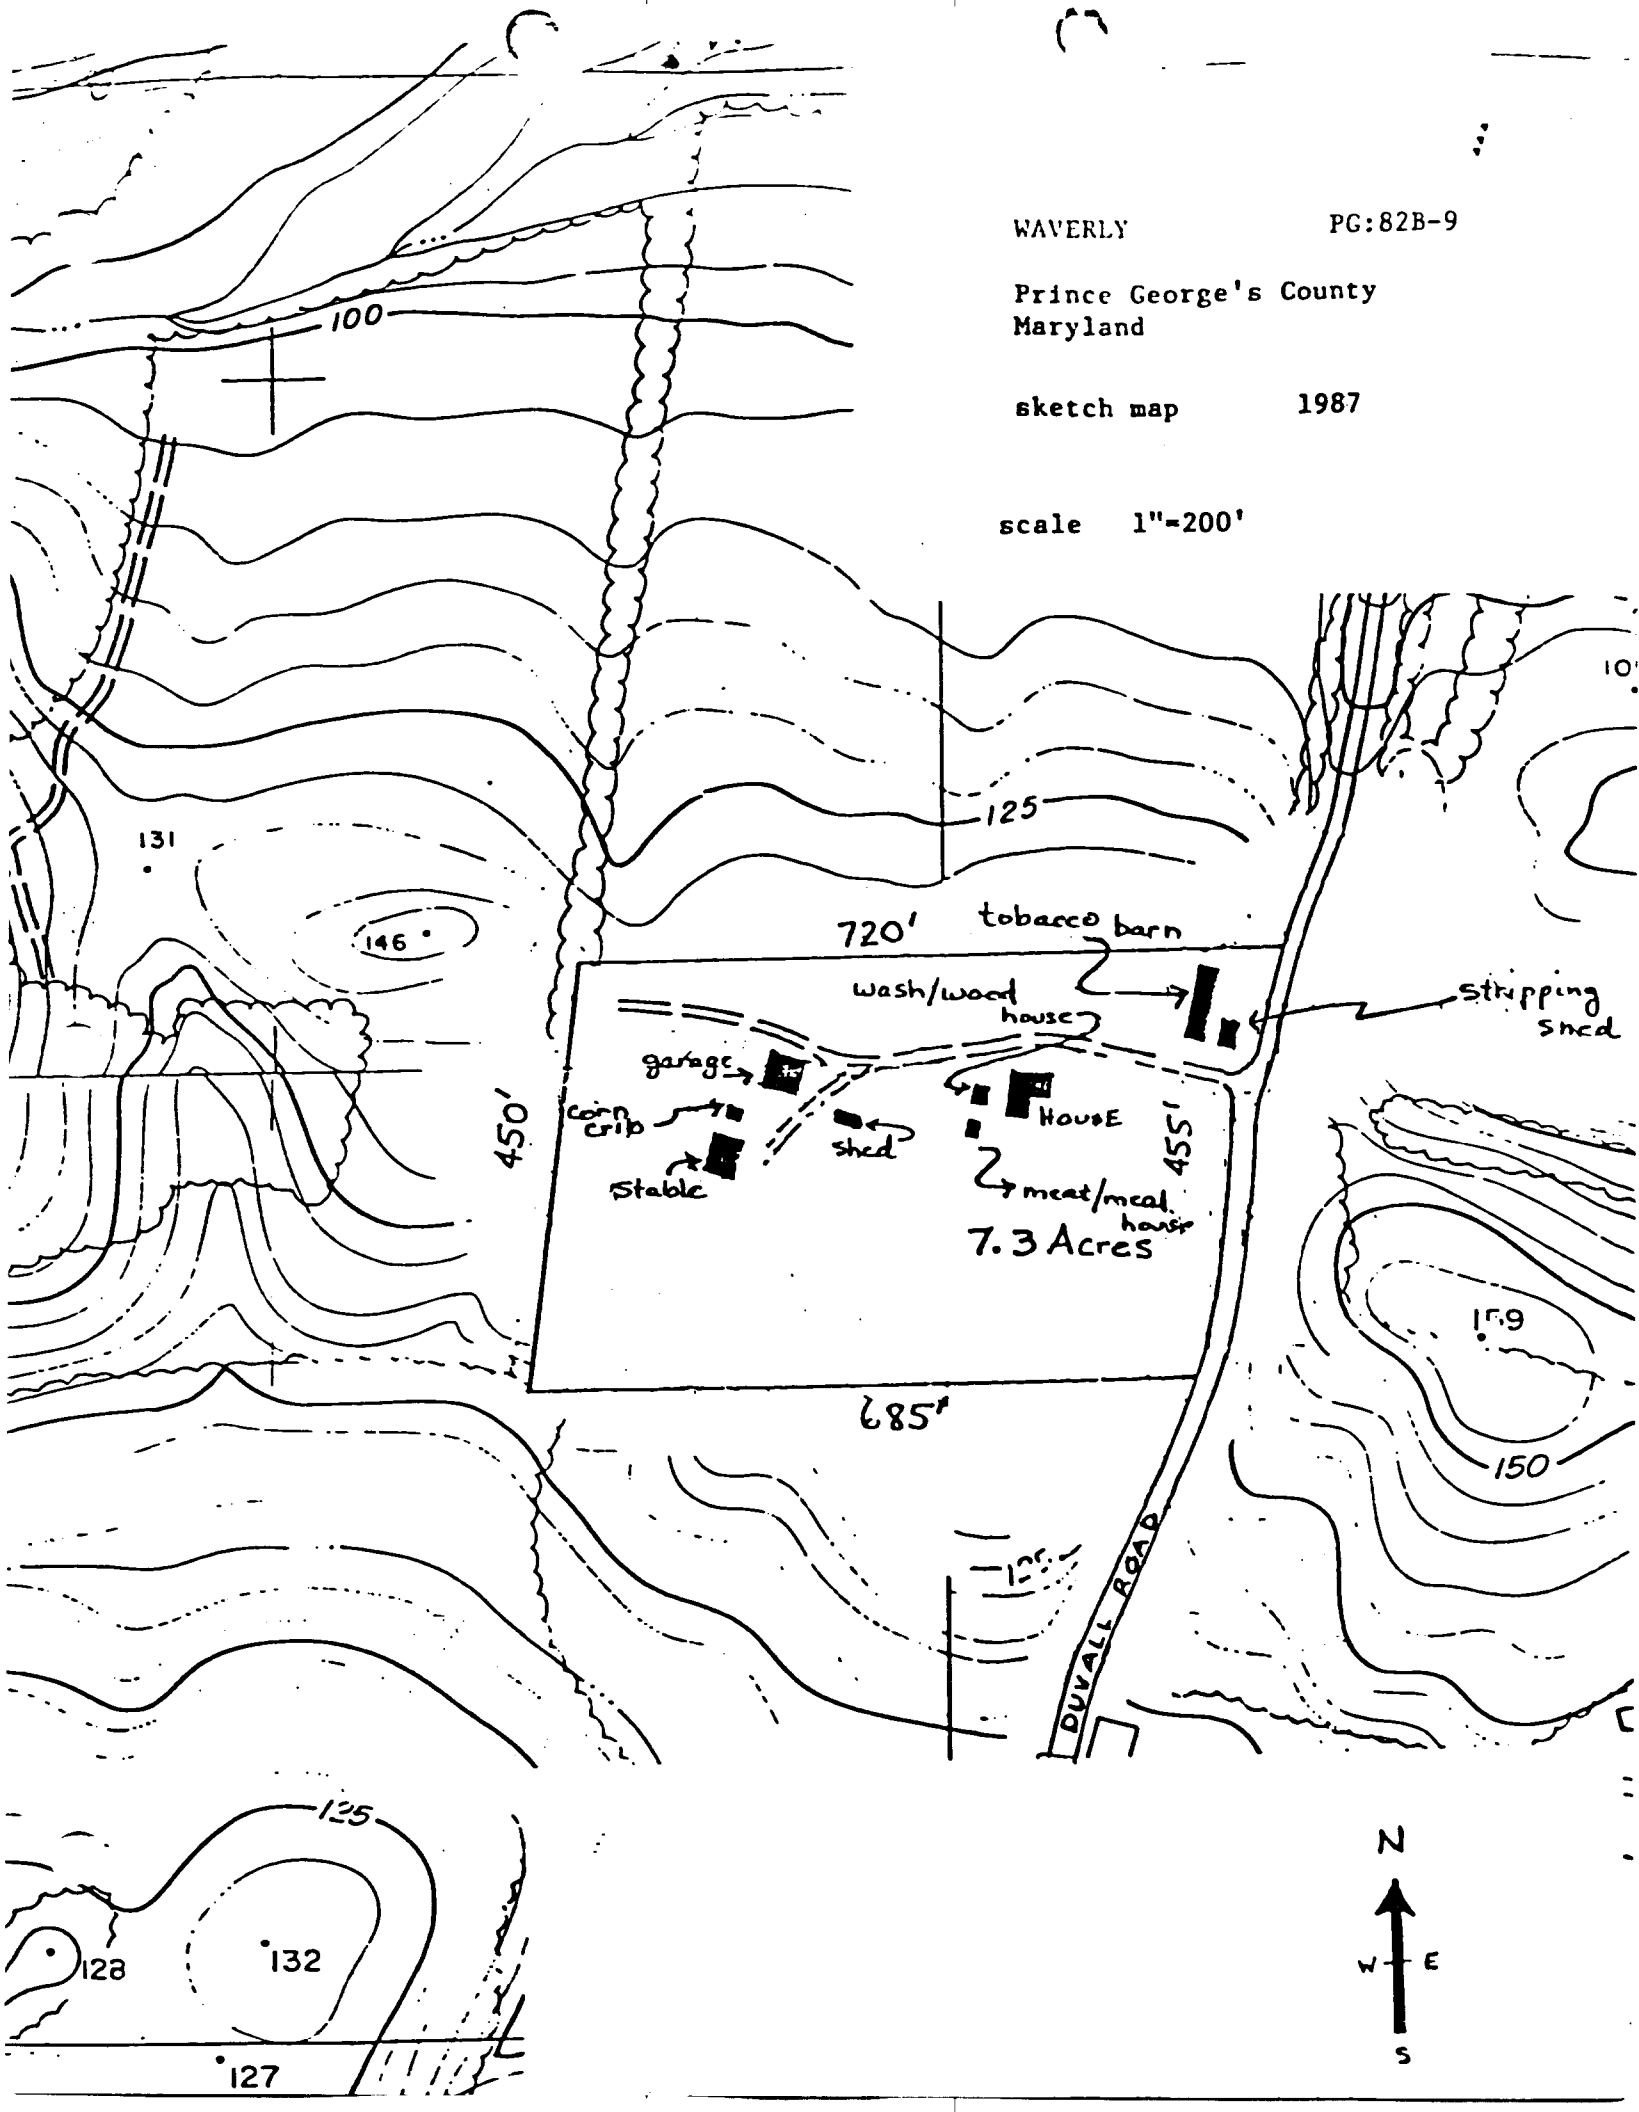 WAVERLY PG:82B-9
Prince George's County
Maryland
sketch map 1987
scale 1"=200'
100
125
131
146
720'
tobacco barn
wash/wood
house
stripping
shed
garage
corn
crib
stable
shed
HOUSE
meat/meal
house
7.3 Acres
450'
455'
685'
150
DUVALL ROAD
125
128
132
127
N
W E
S